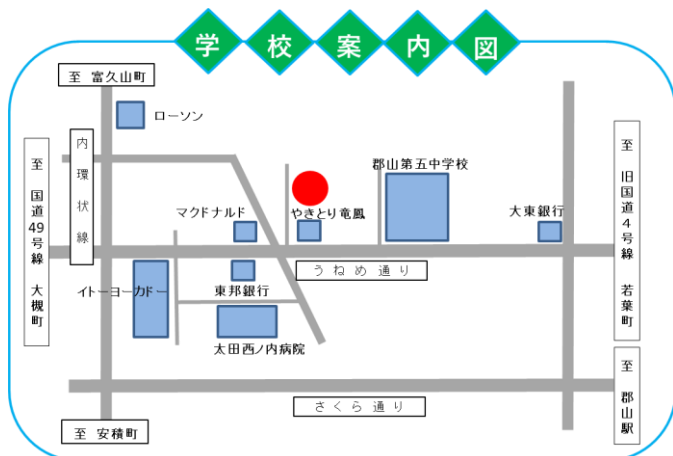 学校案内図
至 富久山町
ローソン
内環状線
至 国道49号線 大槻町
マクドナルド
やきとり竜鳳
郡山第五中学校
大東銀行
至 旧国道4号線 若葉町
うねめ通り
イトーヨーカドー
東邦銀行
太田西ノ内病院
さくら通り
至 郡山駅
至 安積町